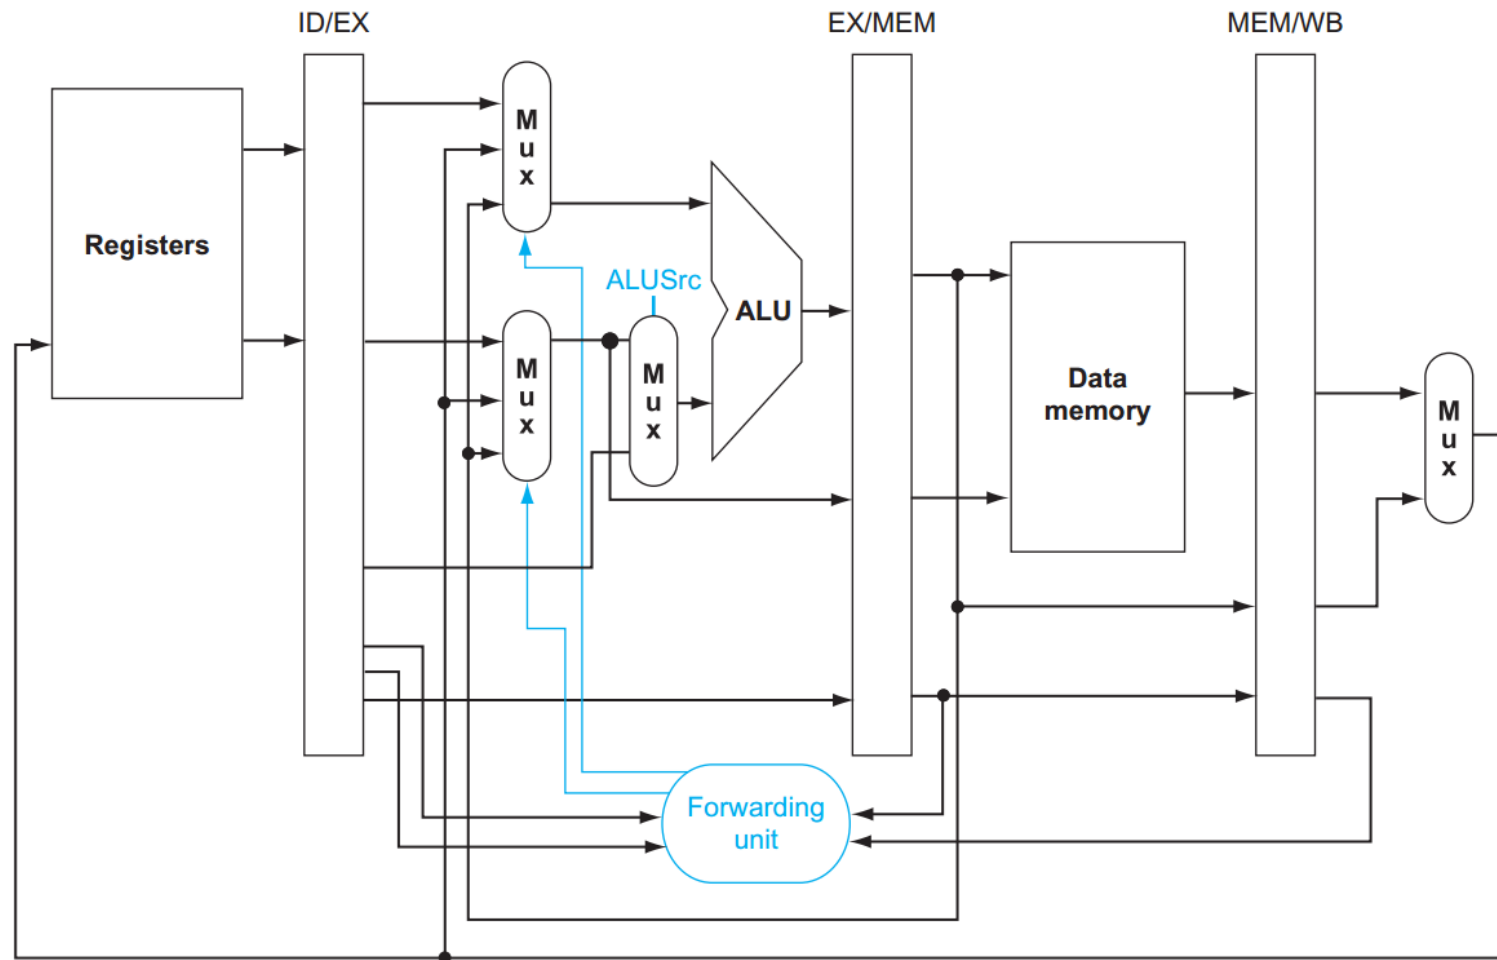 ID/EX
EX/MEM
MEM/WB
M
u
x
Registers
ALUSrc
ALU
M
u
x
M
u
x
Data
memory
M
u
x
Forwarding
unit